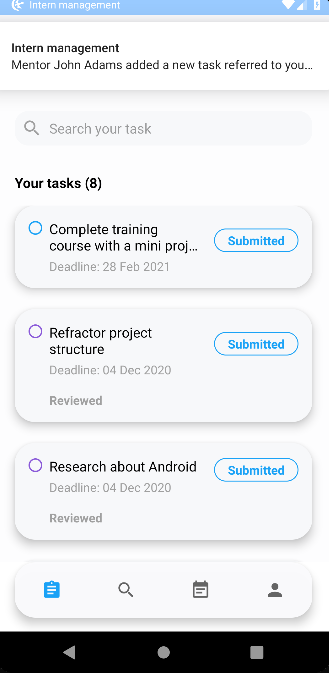 Intern management
Intern management
Mentor John Adams added a new task referred to you...
Search your task
Your tasks (8)
Complete training
course with a mini proj...
Submitted
Deadline: 28 Feb 2021
Refractor project
structure
Submitted
Deadline: 04 Dec 2020
Reviewed
Research about Android
Submitted
Deadline: 04 Dec 2020
Reviewed